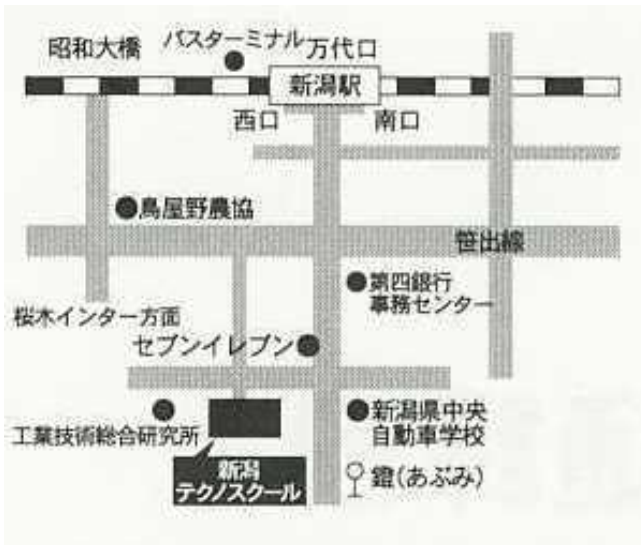 昭和大橋
バスターミナル
万代口
新潟駅
西口
南口
鳥屋野農協
笹出線
第四銀行
事務センター
桜木インター方面
セブンイレブン
工業技術総合研究所
新潟県中央
自動車学校
新潟
テクノスクール
鐙(あぶみ)